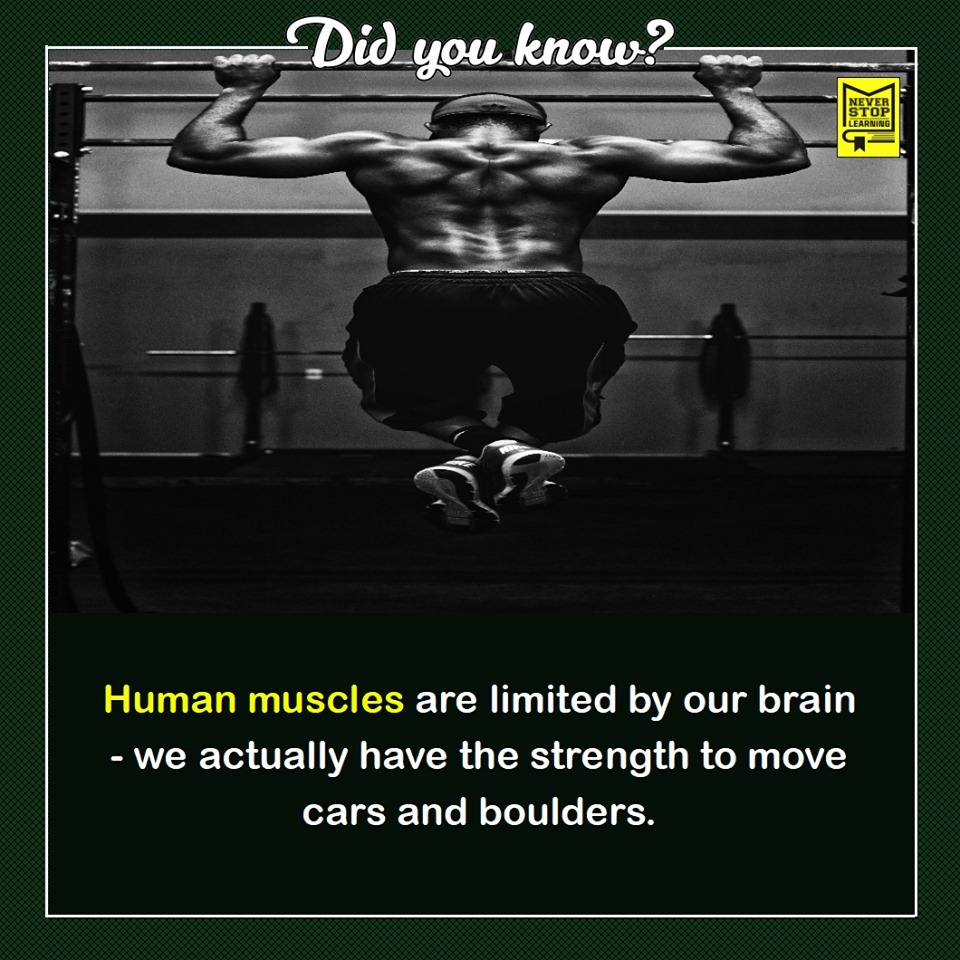 Did you know?
NEVER
STOP
LEARNING
Human muscles are limited by our brain
- we actually have the strength to move
cars and boulders.